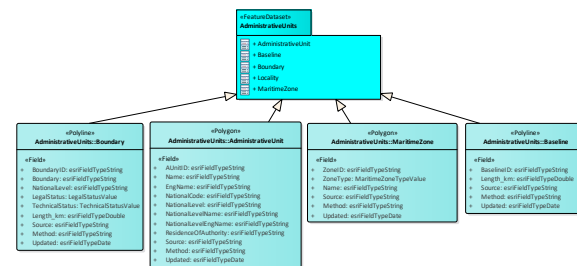 «FeatureDataset»
AdministrativeUnits
+ AdministrativeUnit
+ Baseline
+ Boundary
+ Locality
+ MaritimeZone
«Polyline»
AdministrativeUnits::Boundary
«Field»
+ BoundaryID: esriFieldTypeString
+ Boundary: esriFieldTypeString
+ NationalLevel: esriFieldTypeString
+ LegalStatus: LegalStatusValue
+ TechnicalStatus: TechnicalStatusValue
+ Length_km: esriFieldTypeDouble
+ Source: esriFieldTypeString
+ Method: esriFieldTypeString
+ Updated: esriFieldTypeDate
«Polygon»
AdministrativeUnits::AdministrativeUnit
«Field»
+ AUnitID: esriFieldTypeString
+ Name: esriFieldTypeString
+ EngName: esriFieldTypeString
+ NationalCode: esriFieldTypeString
+ NationalLevel: esriFieldTypeString
+ NationalLevelName: esriFieldTypeString
+ NationalLevelEngName: esriFieldTypeString
+ ResidenceOfAuthority: esriFieldTypeString
+ Source: esriFieldTypeString
+ Method: esriFieldTypeString
+ Updated: esriFieldTypeDate
«Polygon»
AdministrativeUnits::MaritimeZone
«Field»
+ ZoneID: esriFieldTypeString
+ ZoneType: MaritimeZoneTypeValue
+ Name: esriFieldTypeString
+ Source: esriFieldTypeString
+ Method: esriFieldTypeString
+ Updated: esriFieldTypeDate
«Polyline»
AdministrativeUnits::Baseline
«Field»
+ BaselineID: esriFieldTypeString
+ Length_km: esriFieldTypeDouble
+ Source: esriFieldTypeString
+ Method: esriFieldTypeString
+ Updated: esriFieldTypeDate